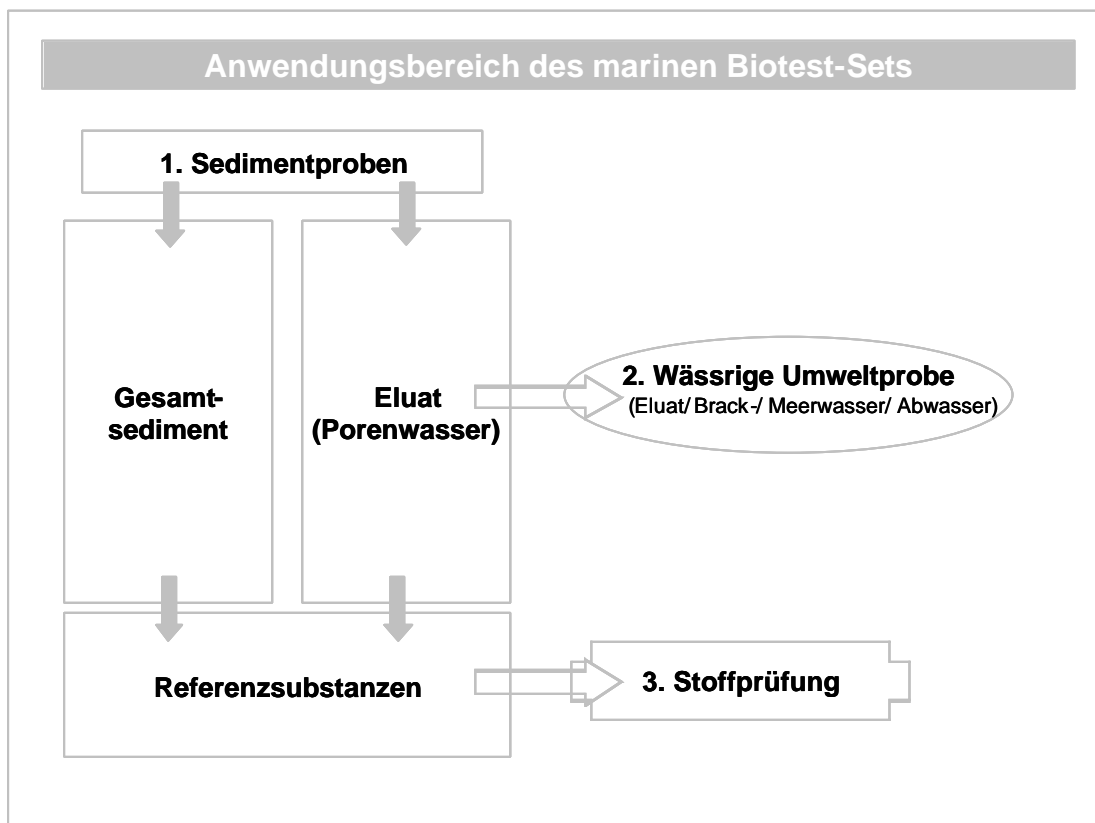 Anwendungsbereich des marinen Biotest-Sets
1. Sedimentproben
Gesamt-
sediment
Eluat
(Porenwasser)
2. Wässrige Umweltprobe
(Eluat/ Brack-/ Meerwasser/ Abwasser)
Referenzsubstanzen
3. Stoffprüfung